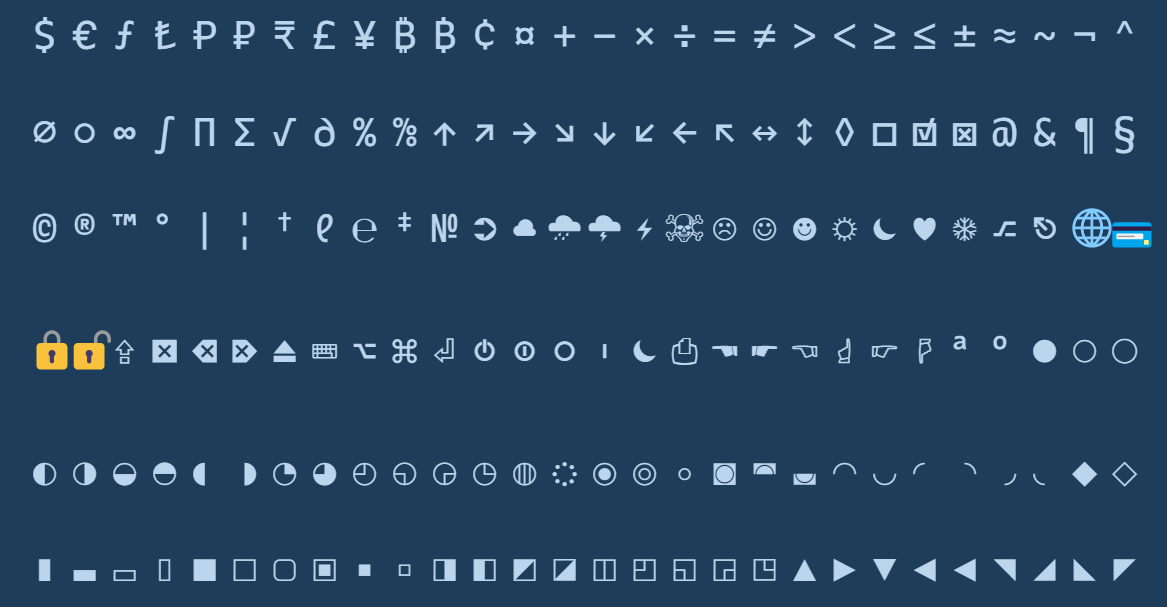 $ € ƒ ₺ Ᵽ ₽ ₹ £ ¥ ₿ ฿ ¢ ¤ + − × ÷ = ≠ > < ≥ ≤ ± ≈ ~ ¬ ^
∅ ○ ∞ ∫ ∏ ∑ √ ∂ % ‰ ↑ ↗ → ↘ ↓ ↙ ← ↖ ↔ ↕ ◊ ☐ ☑ ☒ @ & ¶ §
© ® ™ ° | ¦ † ℓ ℮ ‡ № ➲ ☁ 🌧 🌩 ⚡ ☠ ☹ ☺ ☻ ☼ ☾ ♥ ❄ ⌥ ⎋ 🌐 💳
🔒 🔓 ⇪ ⌧ ⌫ ⌦ ⏏ ⌨ ⌥ ⌘ ⏎ ⏻ ⏼ ⭘ ⏽ ⏾ ⎙ ☚ ☛ ☜ ☝ ☞ ☟ ª º ● ○ ◯
◐ ◑ ◒ ◓ ◖ ◗ ◔ ◕ ◴ ◵ ◶ ◷ ◍ ◌ ◉ ◎ ◦ ◙ ◚ ◛ ◠ ◡ ◜ ◝ ◞ ◟ ◆ ◇
▮ ▬ ▭ ▯ ■ □ ▢ ▣ ▪ ▫ ◨ ◧ ◩ ◪ ◫ ◰ ◱ ◲ ◳ ▲ ▶ ▼ ◀ ◀ ◥ ◢ ◣ ◤